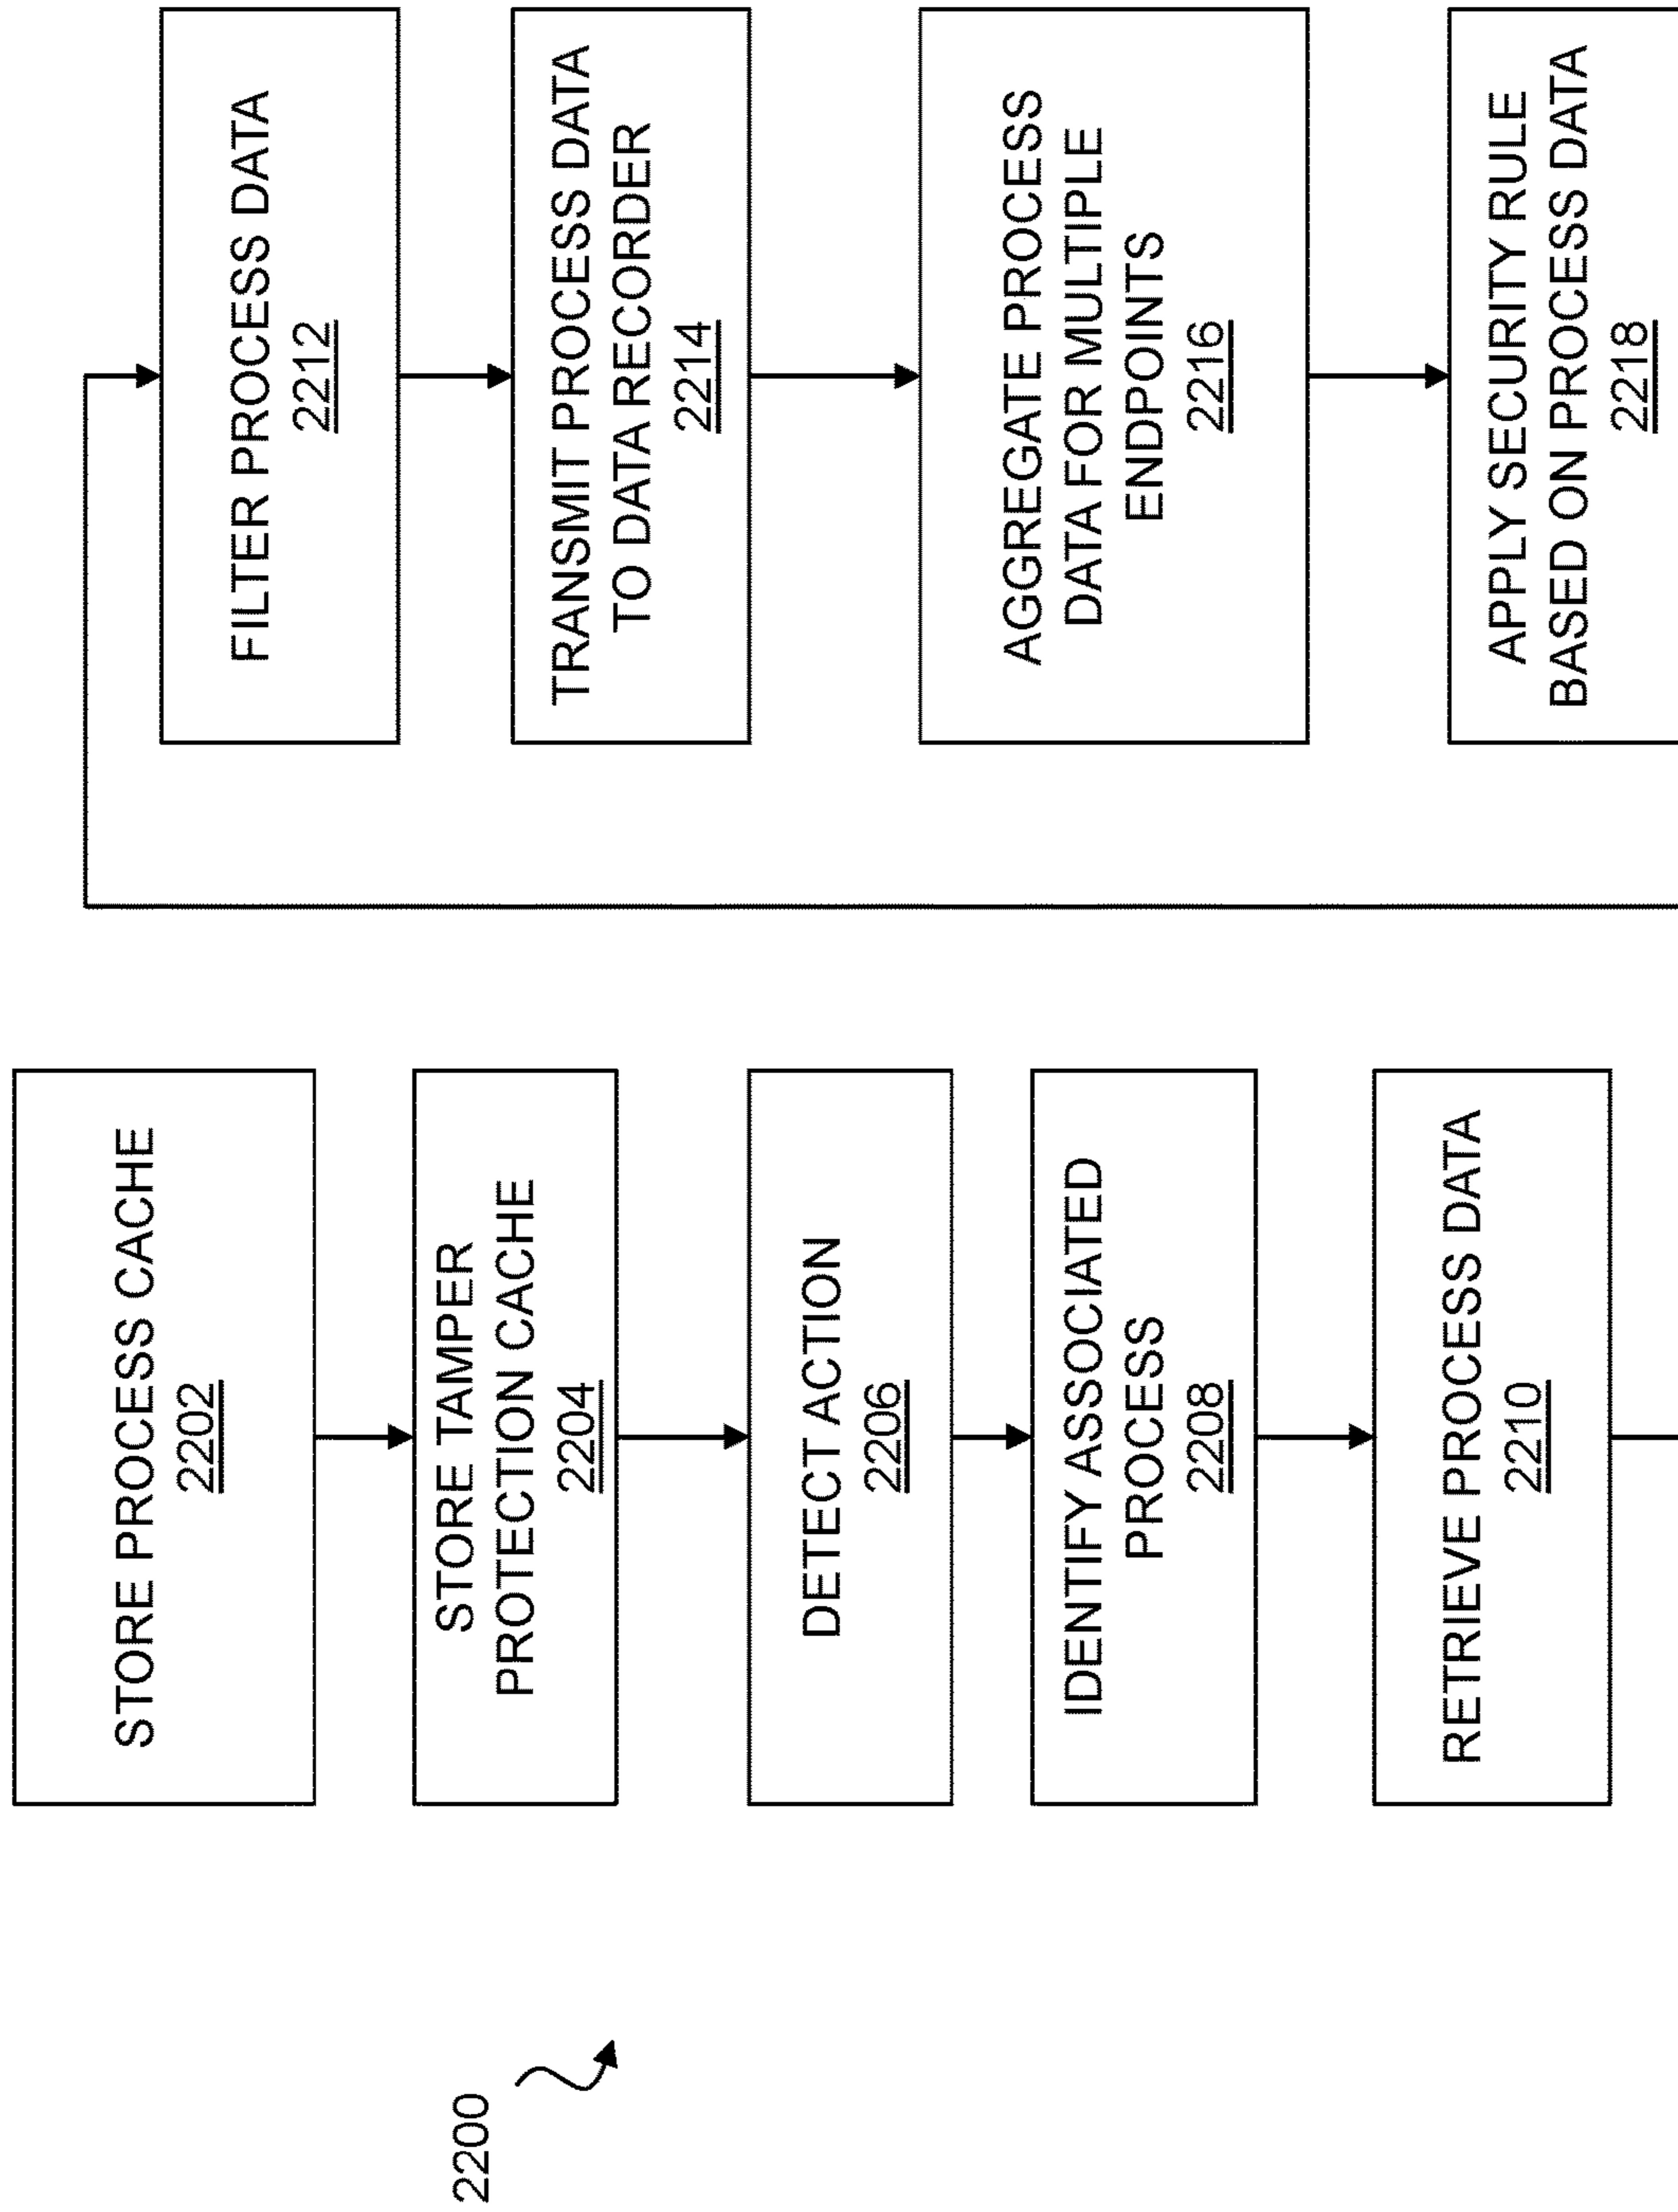 2200
STORE PROCESS CACHE
2202
STORE TAMPER
PROTECTION CACHE
2204
DETECT ACTION
2206
IDENTIFY ASSOCIATED
PROCESS
2208
RETRIEVE PROCESS DATA
2210
FILTER PROCESS DATA
2212
TRANSMIT PROCESS DATA
TO DATA RECORDER
2214
AGGREGATE PROCESS
DATA FOR MULTIPLE
ENDPOINTS
2216
APPLY SECURITY RULE
BASED ON PROCESS DATA
2218